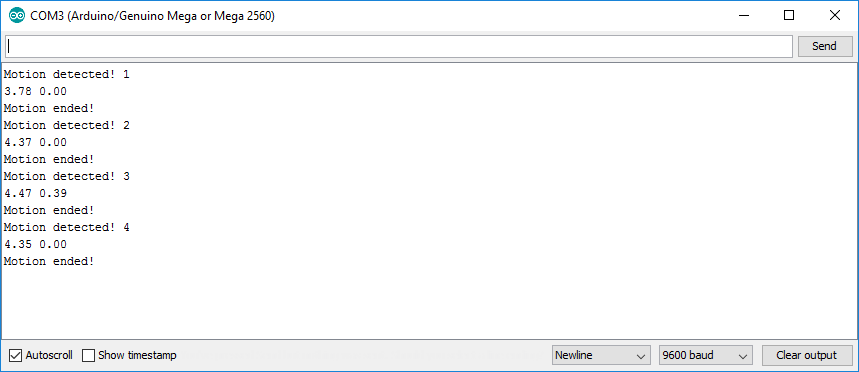 COM3 (Arduino/Genuino Mega or Mega 2560)
Send
Motion detected! 1
3.78 0.00
Motion ended!
Motion detected! 2
4.37 0.00
Motion ended!
Motion detected! 3
4.47 0.39
Motion ended!
Motion detected! 4
4.35 0.00
Motion ended!
Autoscroll Show timestamp Newline 9600 baud Clear output